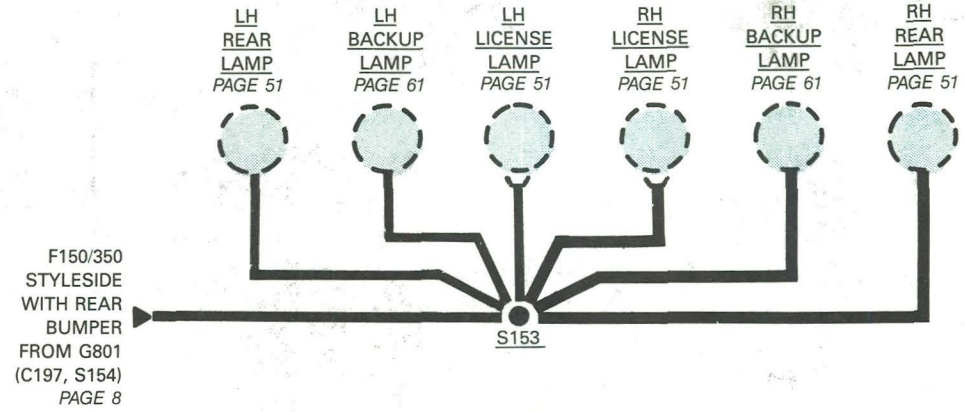 LH
REAR
LAMP
PAGE 51
LH
BACKUP
LAMP
PAGE 61
LH
LICENSE
LAMP
PAGE 51
RH
LICENSE
LAMP
PAGE 51
RH
BACKUP
LAMP
PAGE 61
RH
REAR
LAMP
PAGE 51
F150/350
STYLESIDE
WITH REAR
BUMPER
FROM G801
(C197, S154)
PAGE 8
S153